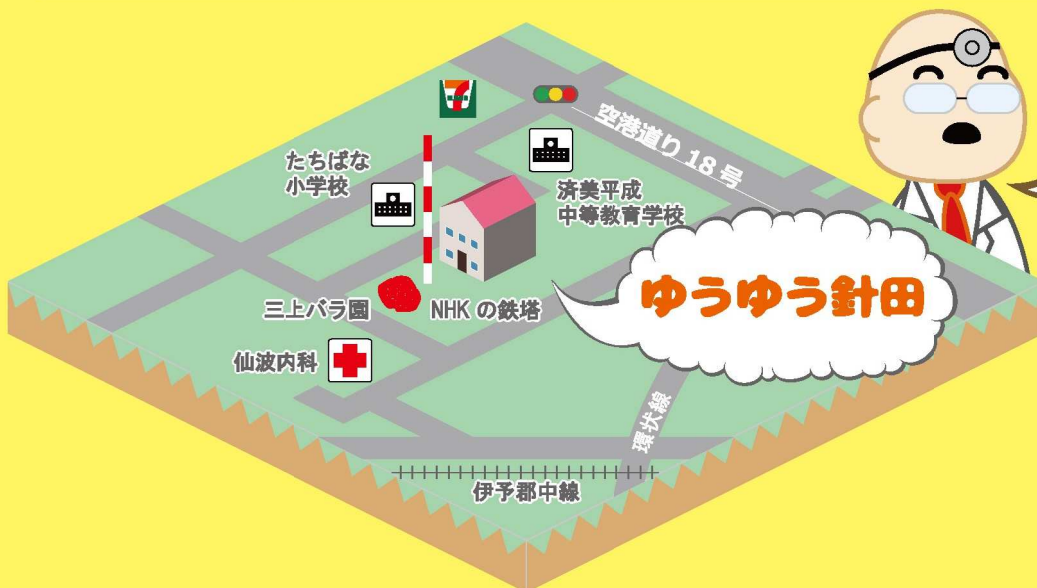 空港道り 18 号
たちばな
小学校
済美平成
中等教育学校
ゆうゆう針田
三上バラ園
NHK の鉄塔
仙波内科
環状線
伊予郡中線